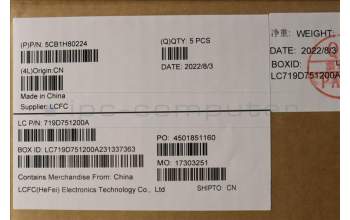 (P)P/N: 5CB1H80224
(Q)QTY: 5 PCS
(4L)Origin:CN
DATE: 2022/8/3
Made in China
Supplier: LCFC
净重: WEIGHT:
DATE: 2022/8/3
BOXID:
LC719D751200A
ipc-computer
LC P/N: 719D751200A
PO: 4501851160
BOX ID: LC719D751200A231337363
MO: 17303251
Contains Merchandise From: China
LCFC(HeFei) Electronics Technology Co., Ltd
SHIPTO: CN